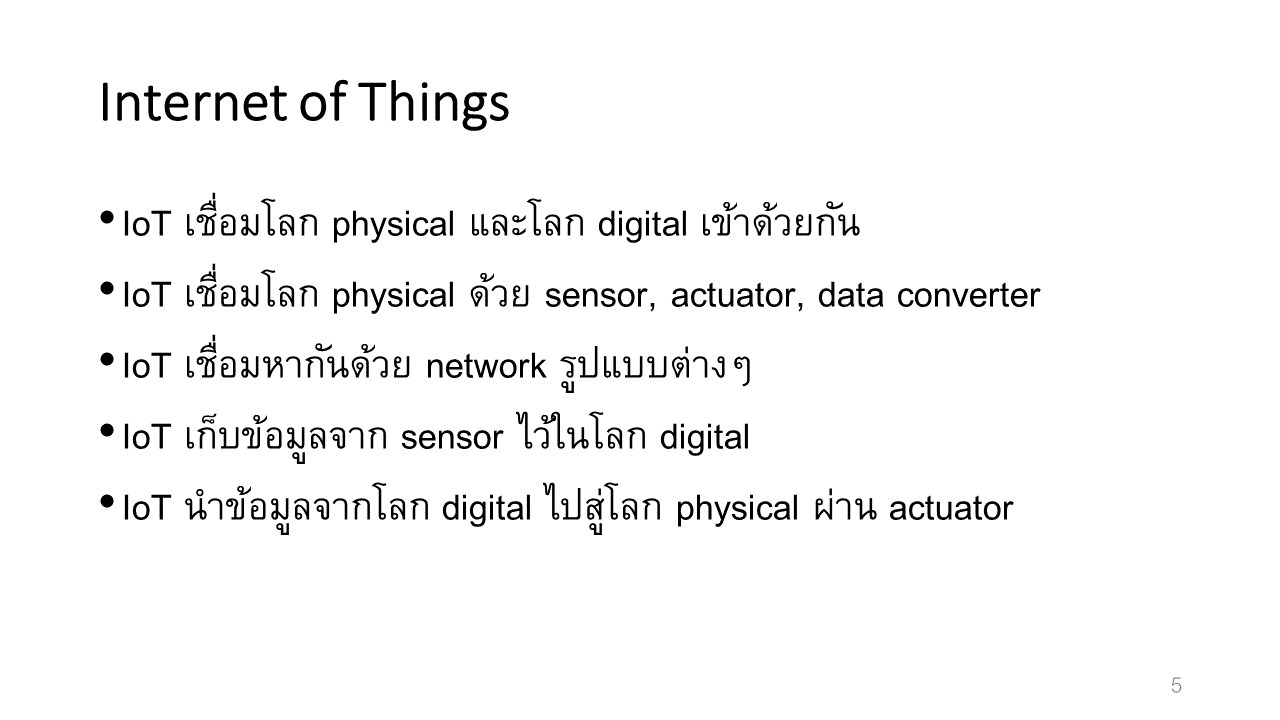 Internet of Things
• IoT เชื่อมโลก physical และโลก digital เข้าด้วยกัน
• IoT เชื่อมโลก physical ด้วย sensor, actuator, data converter
• IoT เชื่อมหากันด้วย network รูปแบบต่างๆ
• IoT เก็บข้อมูลจาก sensor ไว้ในโลก digital
• IoT นำข้อมูลจากโลก digital ไปสู่โลก physical ผ่าน actuator
5